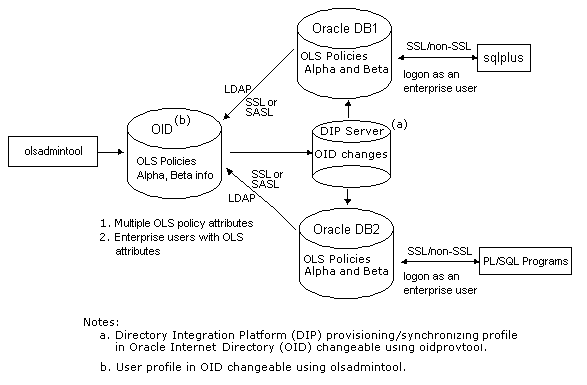 Oracle DB1
OLS Policies
Alpha and Beta
SSL/non-SSL
sqlplus
logon as an
enterprise user
LDAP
SSL or
SASL
OID (b)
OLS Policies
Alpha, Beta info
olsadmintool
DIP Server (a)
OID changes
SSL or
SASL
LDAP
1. Multiple OLS policy attributes
2. Enterprise users with OLS
attributes
Oracle DB2
OLS Policies
Alpha and Beta
SSL/non-SSL
PL/SQL Programs
logon as an
enterprise user
Notes:
a. Directory Integration Platform (DIP) provisioning/synchronizing profile
in Oracle Internet Directory (OID) changeable using oidprovtool.
b. User profile in OID changeable using olsadmintool.